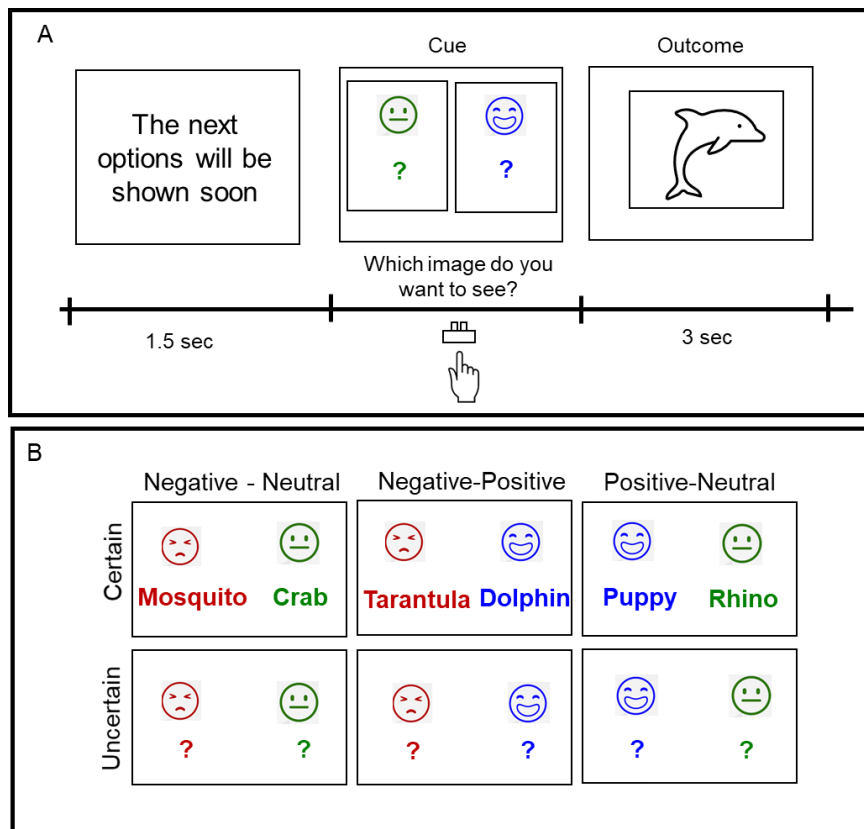 A
Cue
Outcome
The next
options will be
shown soon
? ?
Which image do you
want to see?
1.5 sec
3 sec
B
Negative - Neutral
Negative-Positive
Positive-Neutral
Certain
Mosquito Crab
Tarantula Dolphin
Puppy Rhino
Uncertain
? ?
? ?
? ?